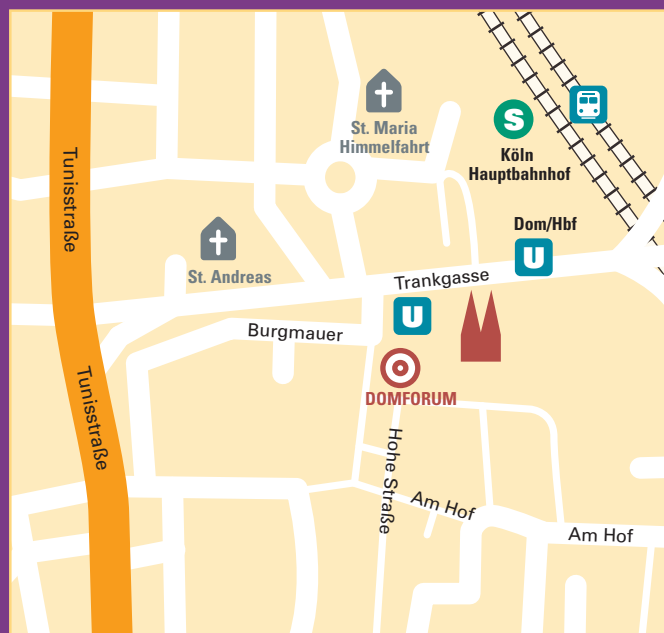 St. Maria
Himmelfahrt
S
Köln
Hauptbahnhof
Tunisstraße
Dom/Hbf
U
St. Andreas
Trankgasse
U
Burgmauer
DOMFORUM
Tunisstraße
Hohe Straße
Am Hof
Am Hof